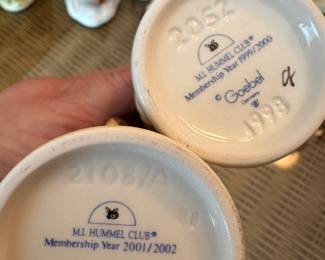 2052
M.I. HUMMEL CLUB®
Membership Year 1999/2000
© Goebel
Germany
1998
2108/A
M.I. HUMMEL CLUB®
Membership Year 2001/2002